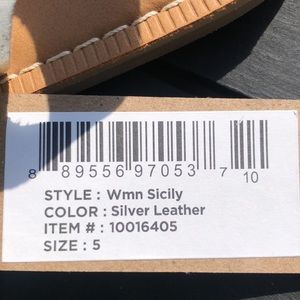 8 89556 97053 7 10
STYLE : Wmn Sicily
COLOR : Silver Leather
ITEM # : 10016405
SIZE : 5